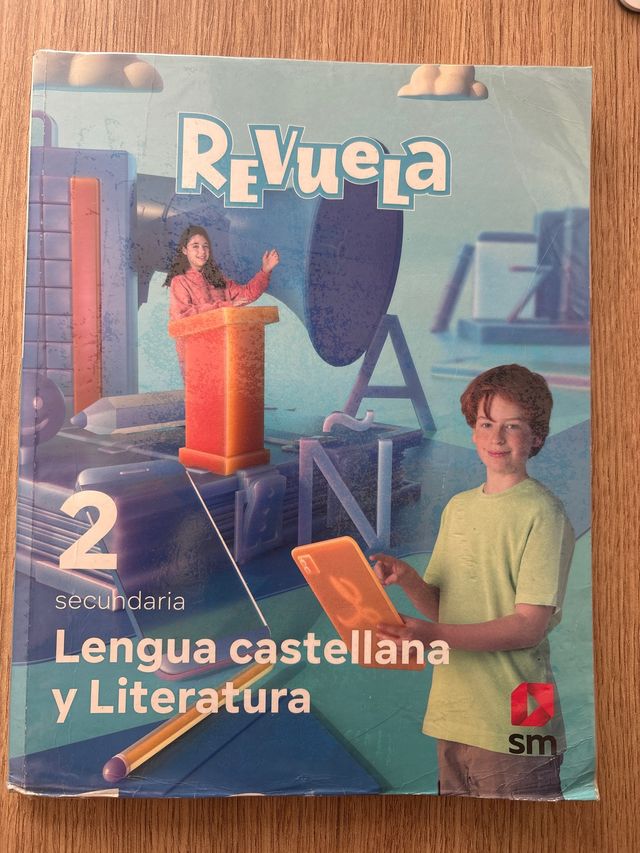 REVUELA
A
Ñ
2
secundaria
Lengua castellana
y Literatura
sm